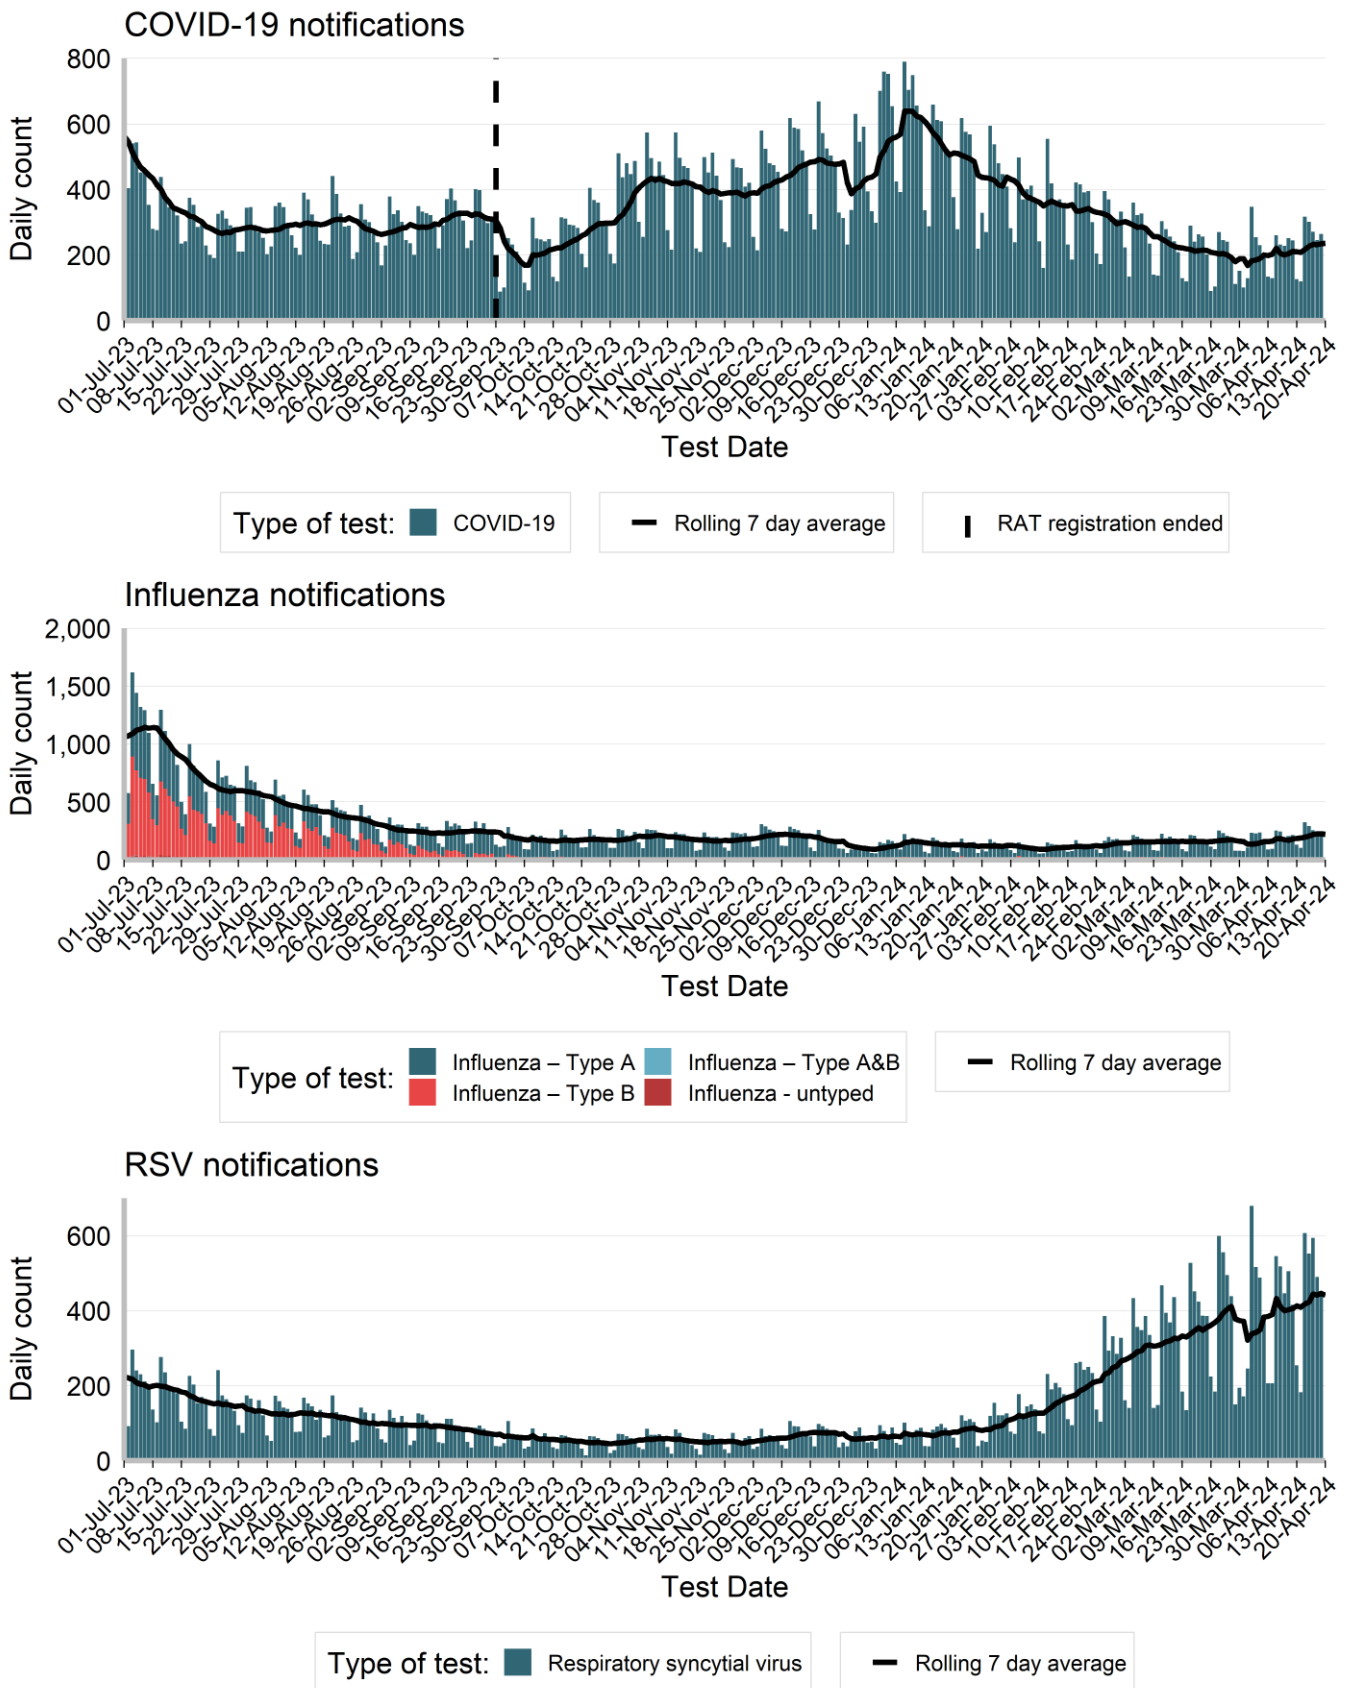 COVID-19 notifications
800
600
400
200
0
Daily count
01-Jul-23
08-Jul-23
15-Jul-23
22-Jul-23
29-Jul-23
05-Aug-23
12-Aug-23
19-Aug-23
26-Aug-23
02-Sep-23
09-Sep-23
16-Sep-23
23-Sep-23
30-Sep-23
07-Oct-23
14-Oct-23
21-Oct-23
28-Oct-23
04-Nov-23
11-Nov-23
18-Nov-23
25-Nov-23
02-Dec-23
09-Dec-23
16-Dec-23
23-Dec-23
30-Dec-23
06-Jan-24
13-Jan-24
20-Jan-24
27-Jan-24
03-Feb-24
10-Feb-24
17-Feb-24
24-Feb-24
02-Mar-24
09-Mar-24
16-Mar-24
23-Mar-24
30-Mar-24
06-Apr-24
13-Apr-24
20-Apr-24
Test Date
Type of test: COVID-19
Rolling 7 day average
RAT registration ended
Influenza notifications
2,000
1,500
1,000
500
0
Daily count
01-Jul-23
08-Jul-23
15-Jul-23
22-Jul-23
29-Jul-23
05-Aug-23
12-Aug-23
19-Aug-23
26-Aug-23
02-Sep-23
09-Sep-23
16-Sep-23
23-Sep-23
30-Sep-23
07-Oct-23
14-Oct-23
21-Oct-23
28-Oct-23
04-Nov-23
11-Nov-23
18-Nov-23
25-Nov-23
02-Dec-23
09-Dec-23
16-Dec-23
23-Dec-23
30-Dec-23
06-Jan-24
13-Jan-24
20-Jan-24
27-Jan-24
03-Feb-24
10-Feb-24
17-Feb-24
24-Feb-24
02-Mar-24
09-Mar-24
16-Mar-24
23-Mar-24
30-Mar-24
06-Apr-24
13-Apr-24
20-Apr-24
Test Date
Type of test:
Influenza – Type A
Influenza – Type A&B
Influenza – Type B
Influenza - untyped
Rolling 7 day average
RSV notifications
600
400
200
0
Daily count
01-Jul-23
08-Jul-23
15-Jul-23
22-Jul-23
29-Jul-23
05-Aug-23
12-Aug-23
19-Aug-23
26-Aug-23
02-Sep-23
09-Sep-23
16-Sep-23
23-Sep-23
30-Sep-23
07-Oct-23
14-Oct-23
21-Oct-23
28-Oct-23
04-Nov-23
11-Nov-23
18-Nov-23
25-Nov-23
02-Dec-23
09-Dec-23
16-Dec-23
23-Dec-23
30-Dec-23
06-Jan-24
13-Jan-24
20-Jan-24
27-Jan-24
03-Feb-24
10-Feb-24
17-Feb-24
24-Feb-24
02-Mar-24
09-Mar-24
16-Mar-24
23-Mar-24
30-Mar-24
06-Apr-24
13-Apr-24
20-Apr-24
Test Date
Type of test: Respiratory syncytial virus
Rolling 7 day average